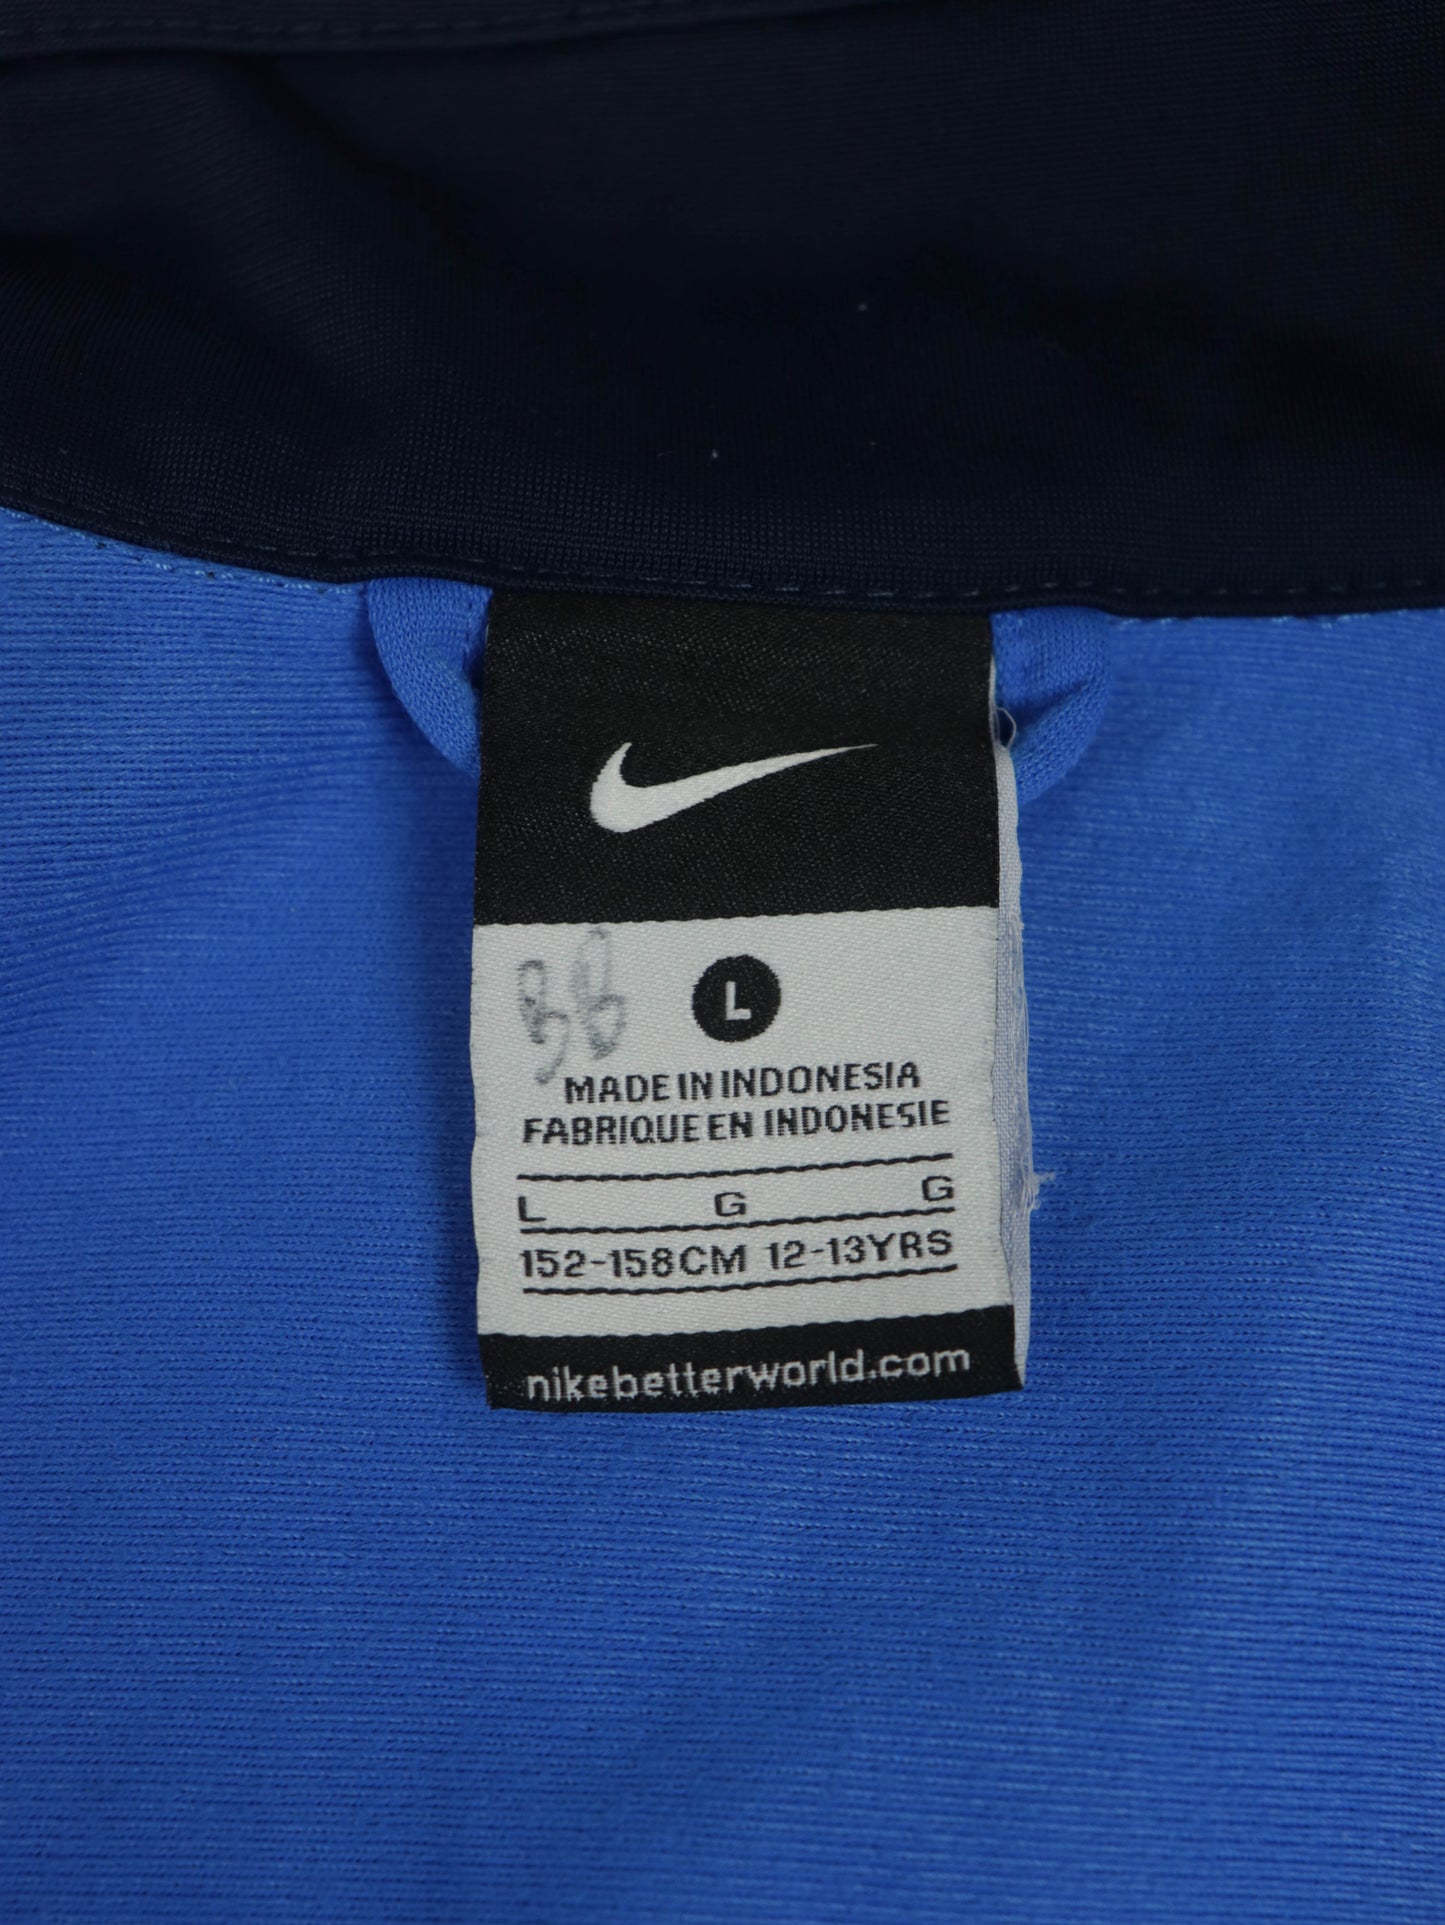 BB
L
MADE IN INDONESIA
FABRIQUE EN INDONESIE
L G G
152-158CM 12-13YRS
nikebetterworld.com